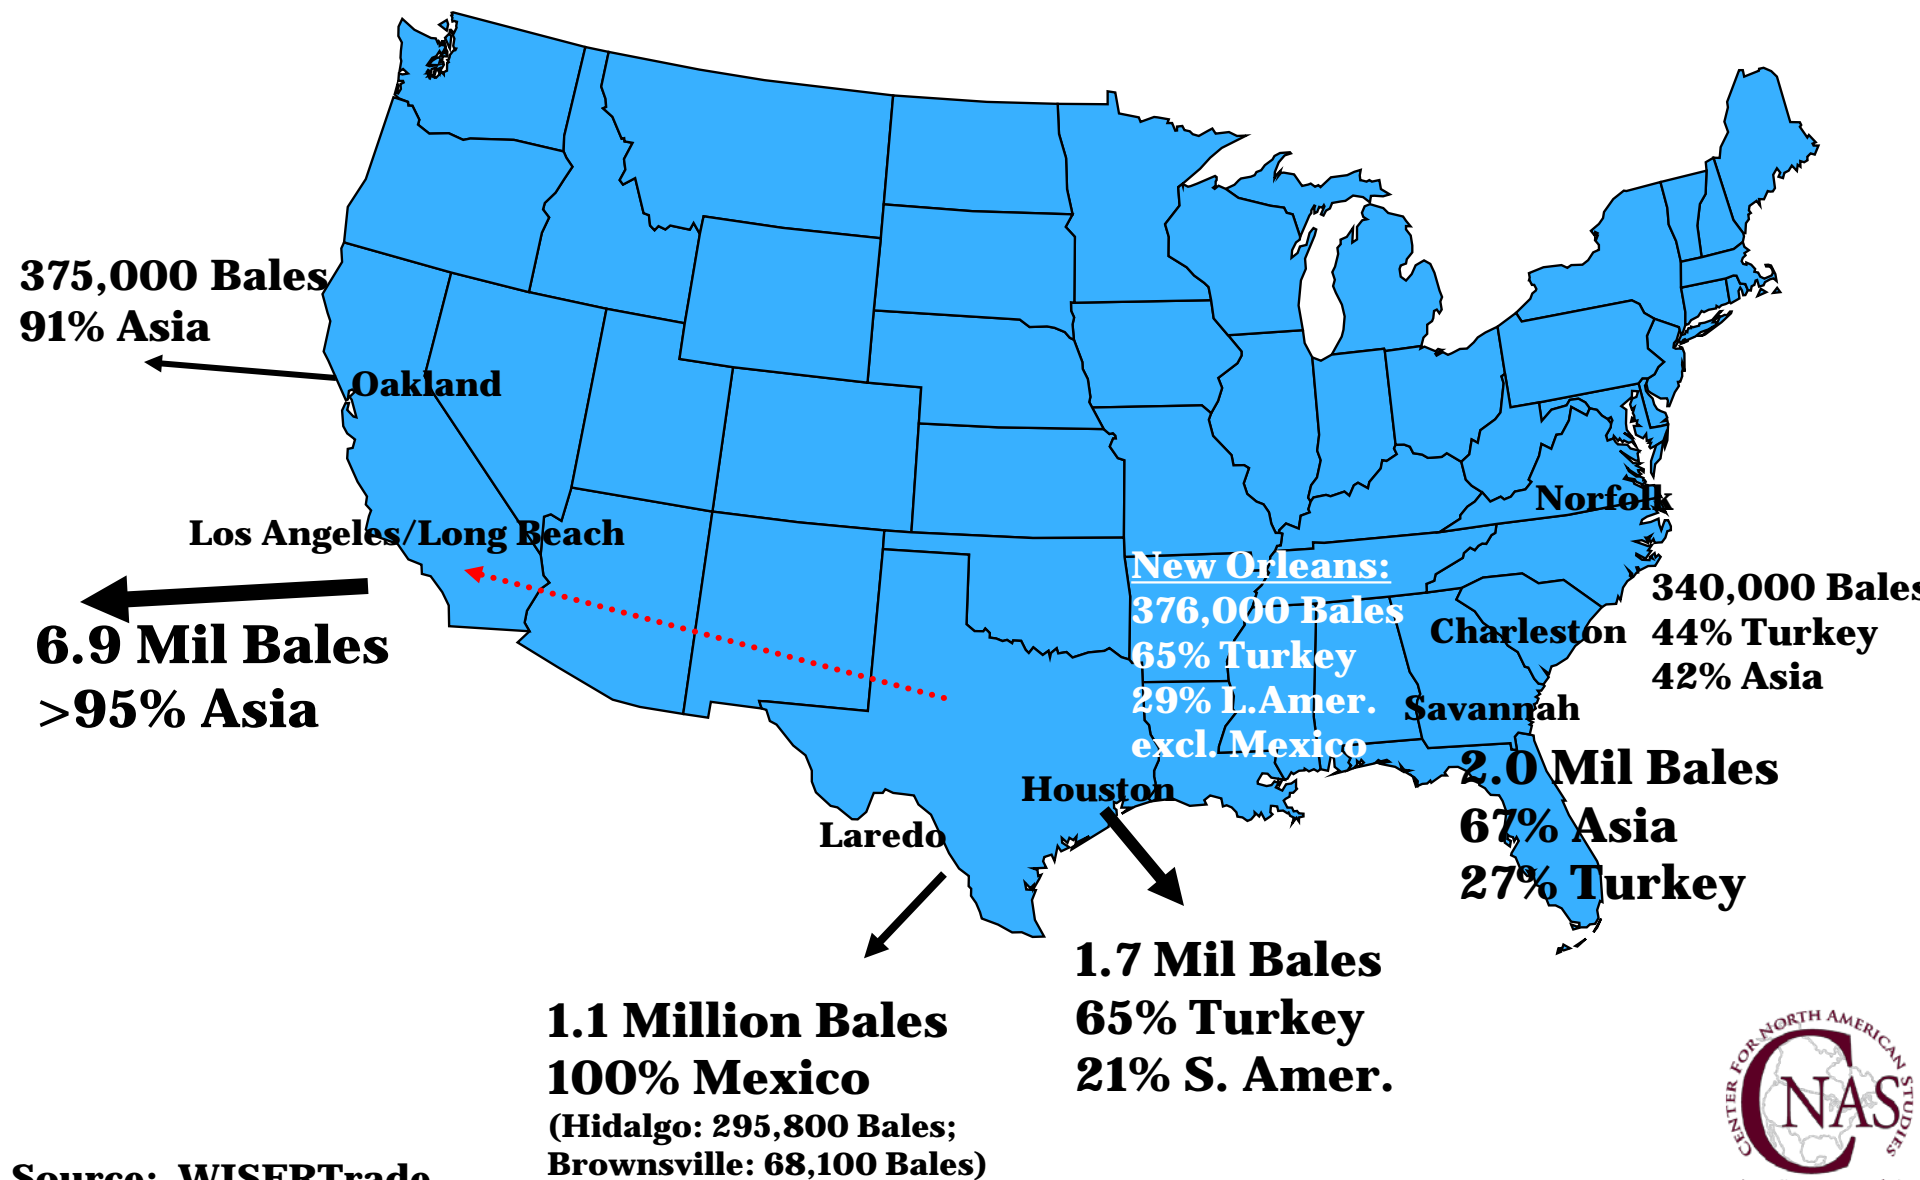 375,000 Bales
91% Asia
Oakland
Los Angeles/Long Beach
6.9 Mil Bales
>95% Asia
Norfolk
New Orleans:
376,000 Bales
65% Turkey
29% L.Amer.
excl. Mexico
340,000 Bales
44% Turkey
42% Asia
Charleston
Savannah
2.0 Mil Bales
67% Asia
27% Turkey
Houston
Laredo
1.7 Mil Bales
65% Turkey
21% S. Amer.
1.1 Million Bales
100% Mexico
(Hidalgo: 295,800 Bales;
Brownsville: 68,100 Bales)
Source: WISERTrade
CENTER FOR NORTH AMERICAN STUDIES
CNAS